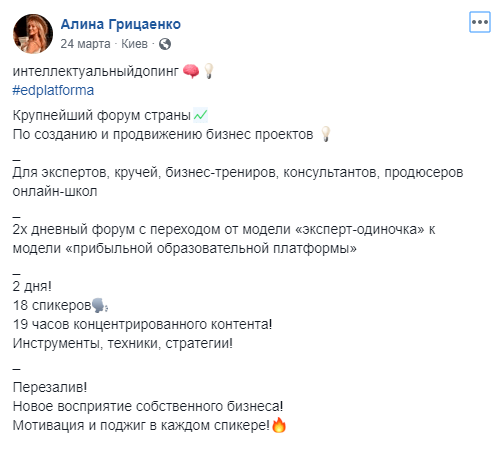 Алина Грицаенко
24 марта · Киев ·
интеллектуальныйдопинг 🧠💡
#edplatforma
Крупнейший форум страны💹
По созданию и продвижению бизнес проектов 💡
_
Для экспертов, кручей, бизнес-трениров, консультантов, продюсеров
онлайн-школ
_
2х дневный форум с переходом от модели «эксперт-одиночка» к
модели «прибыльной образовательной платформы»
_
2 дня!
18 спикеров🗣
19 часов концентрированного контента!
Инструменты, техники, стратегии!
_
Перезалив!
Новое восприятие собственного бизнеса!
Мотивация и поджиг в каждом спикере!🔥